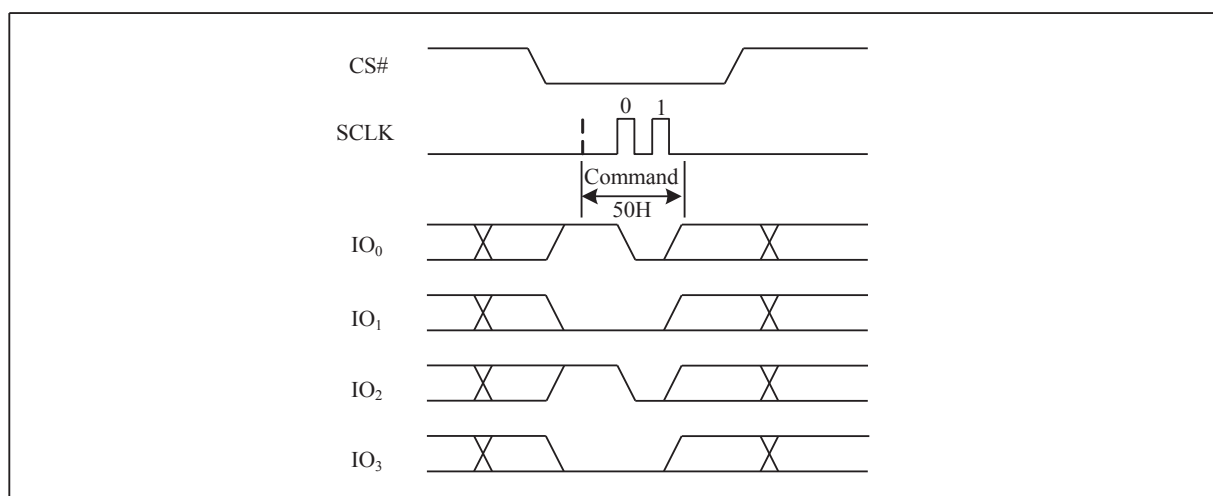 CS#
0 1
SCLK
Command
50H
IO₀
IO₁
IO₂
IO₃